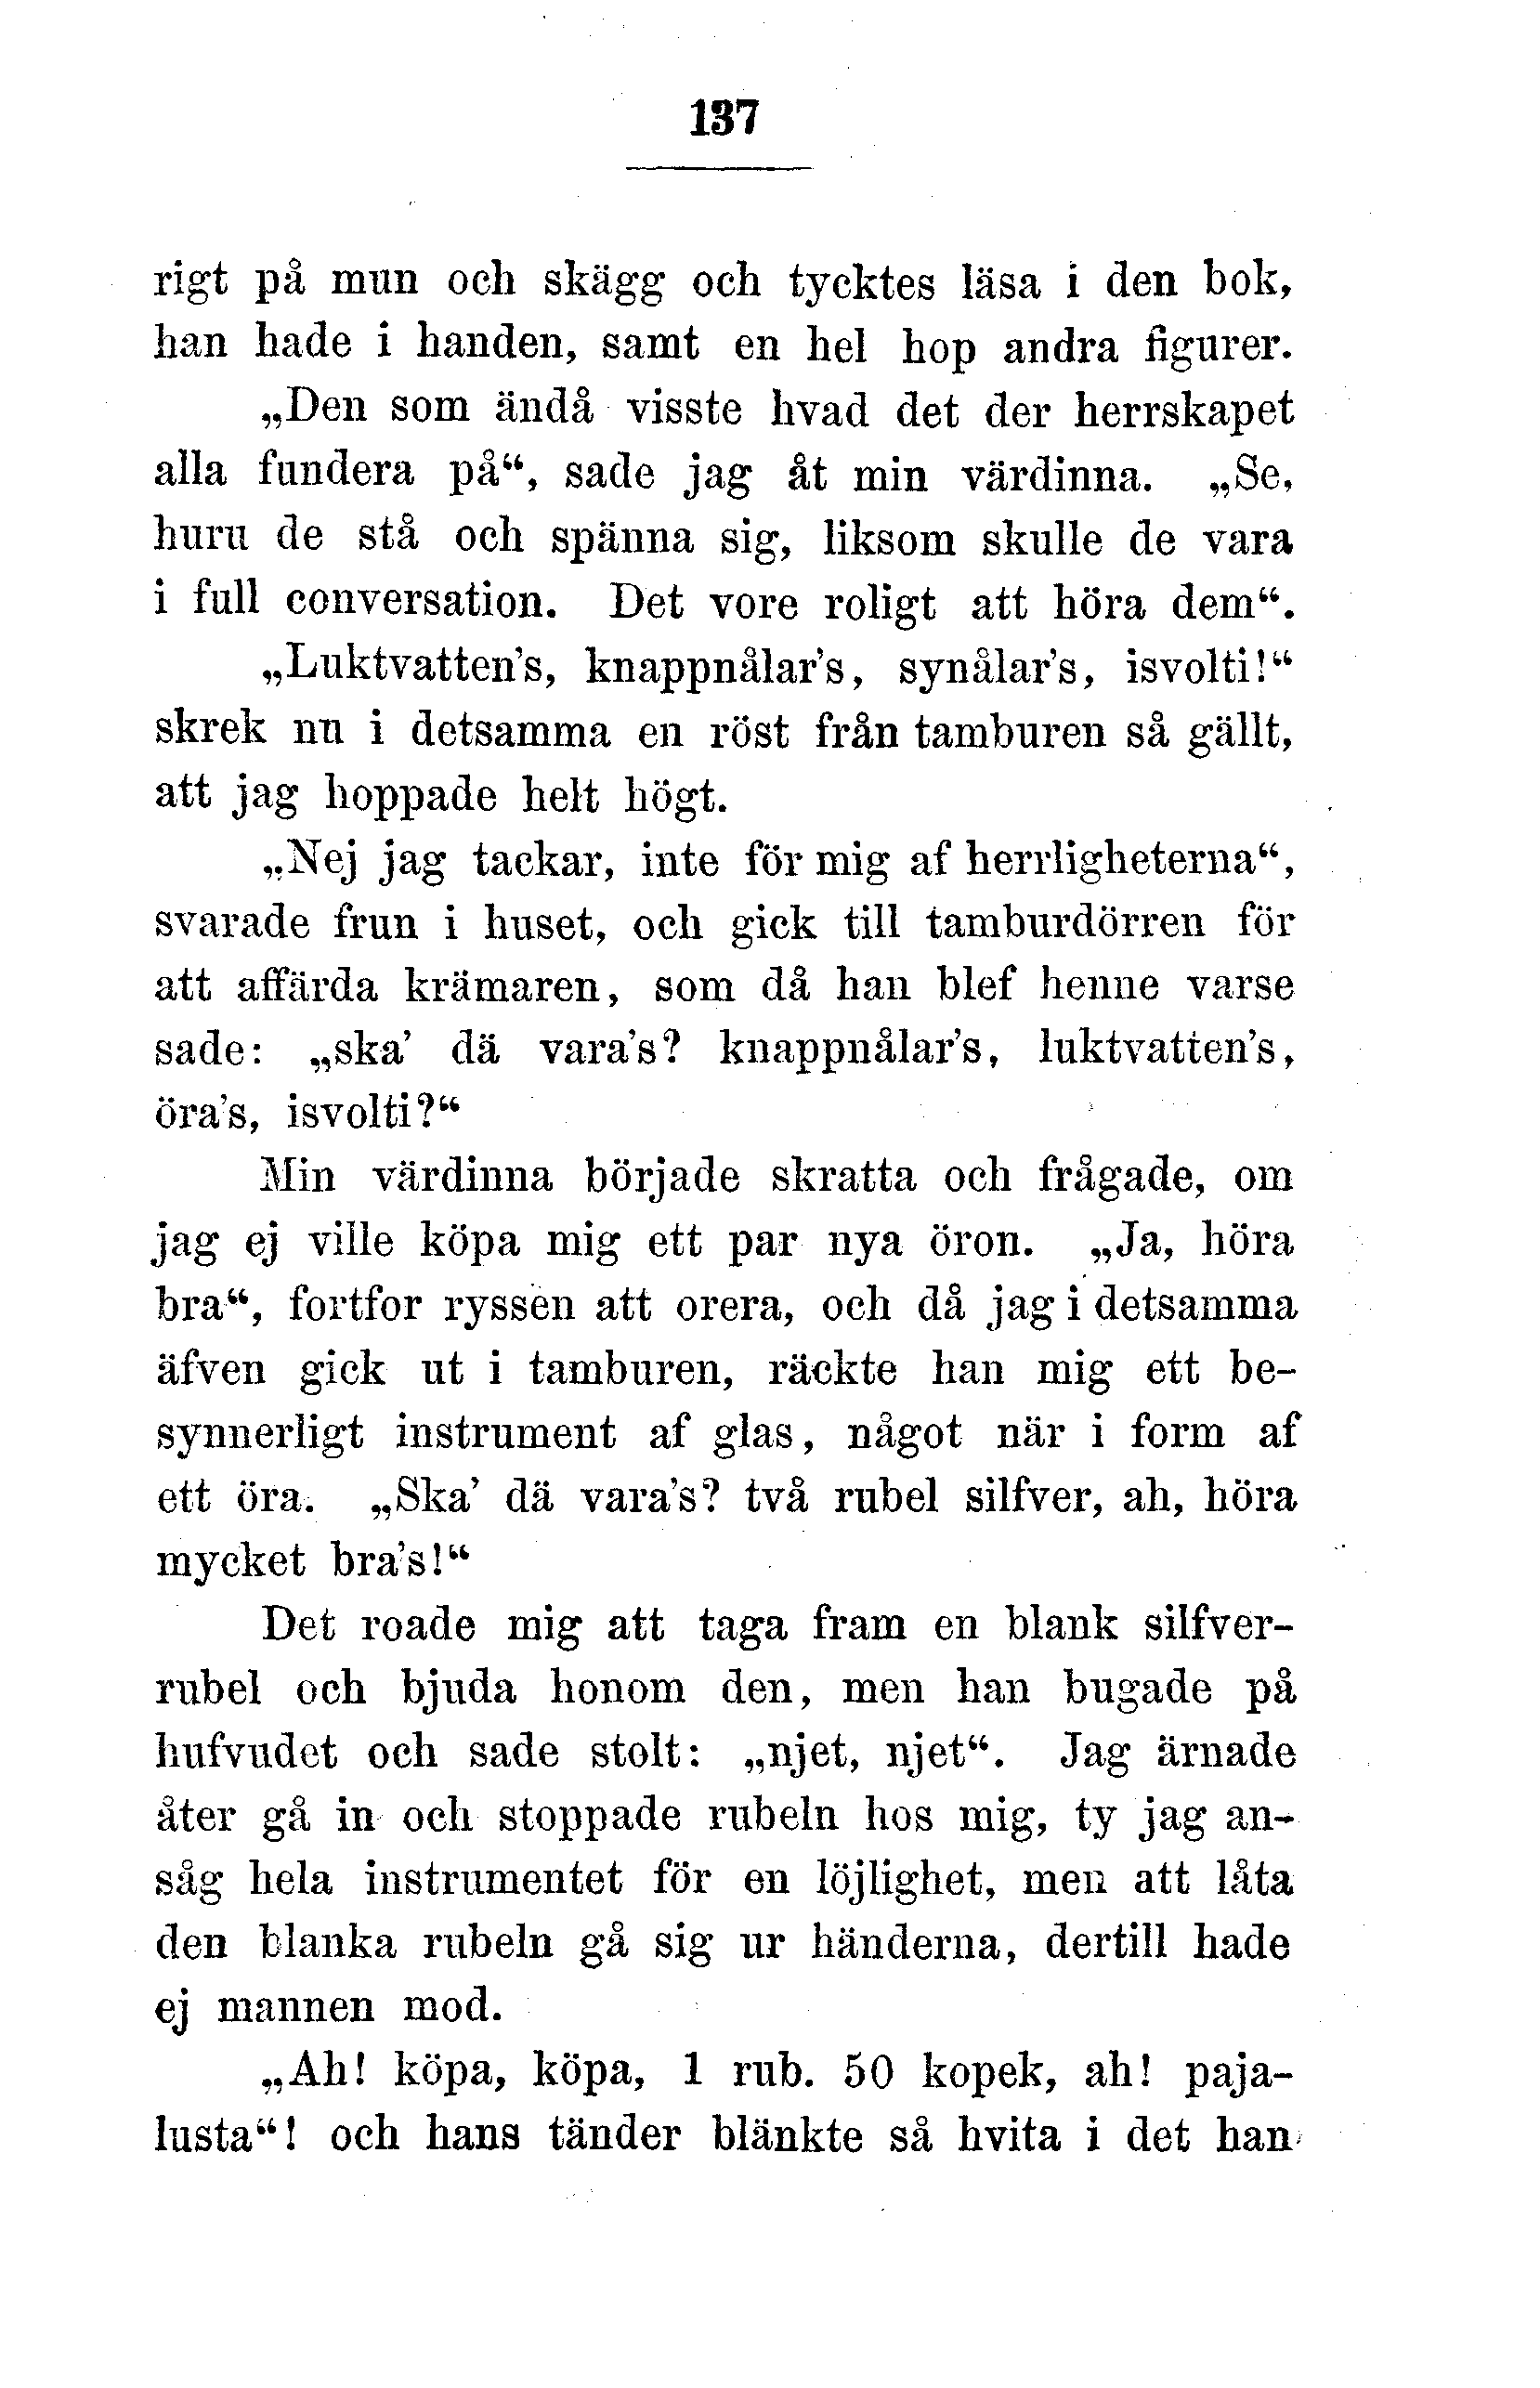 137
rigt på mun och skägg och tycktes läsa i den bok,
han hade i handen, samt en hel hop andra figurer.
„Den som ändå visste hvad det der herrskapet
alla fundera på“, sade jag åt min värdinna. „Se,
huru de stå och spänna sig, liksom skulle de vara
i full conversation. Det vore roligt att höra dem“.
„Luktvatten's, knappnålar's, synålar's, isvolti!“
skrek nu i detsamma en röst från tamburen så gällt,
att jag hoppade helt högt.
„Nej jag tackar, inte för mig af herrligheterna“,
svarade frun i huset, och gick till tamburdörren för
att affärda krämaren, som då han blef henne varse
sade: „ska' dä vara's? knappnålar's, luktvatten's,
öra's, isvolti?“
Min värdinna började skratta och frågade, om
jag ej ville köpa mig ett par nya öron. „Ja, höra
bra“, fortfor ryssen att orera, och då jag i detsamma
äfven gick ut i tamburen, räckte han mig ett be-
synnerligt instrument af glas, något när i form af
ett öra. „Ska' dä vara's? två rubel silfver, ah, höra
mycket bra's!“
Det roade mig att taga fram en blank silfver-
rubel och bjuda honom den, men han bugade på
hufvudet och sade stolt: „njet, njet“. Jag ärnade
åter gå in och stoppade rubeln hos mig, ty jag an-
såg hela instrumentet för en löjlighet, men att låta
den blanka rubeln gå sig ur händerna, dertill hade
ej mannen mod.
„Ah! köpa, köpa, 1 rub. 50 kopek, ah! paja-
lusta“! och hans tänder blänkte så hvita i det han